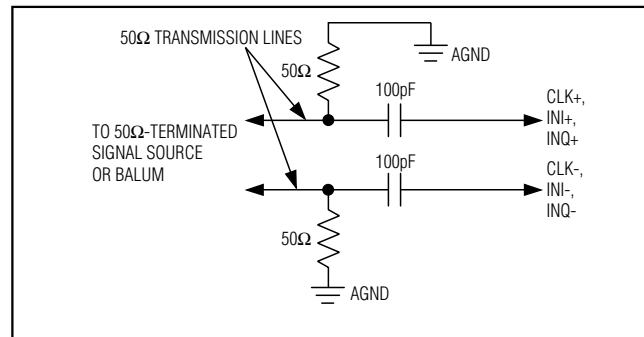 50Ω TRANSMISSION LINES
AGND
50Ω
100pF
CLK+,
INI+,
INQ+
TO 50Ω-TERMINATED
SIGNAL SOURCE
OR BALUM
100pF
CLK-,
INI-,
INQ-
50Ω
AGND